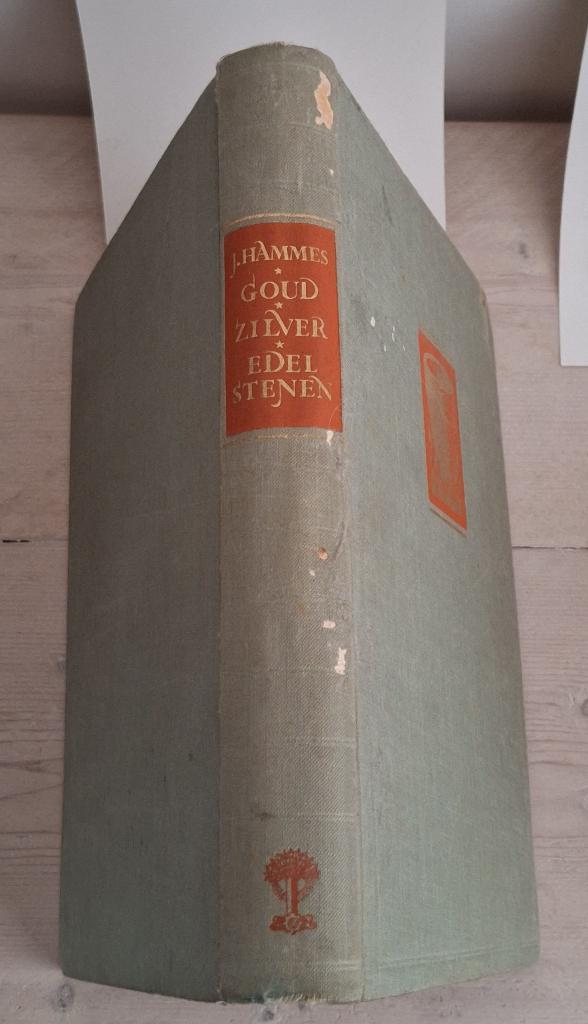 J. HAMMES
GOUD
ZILVER
EDEL
STENEN